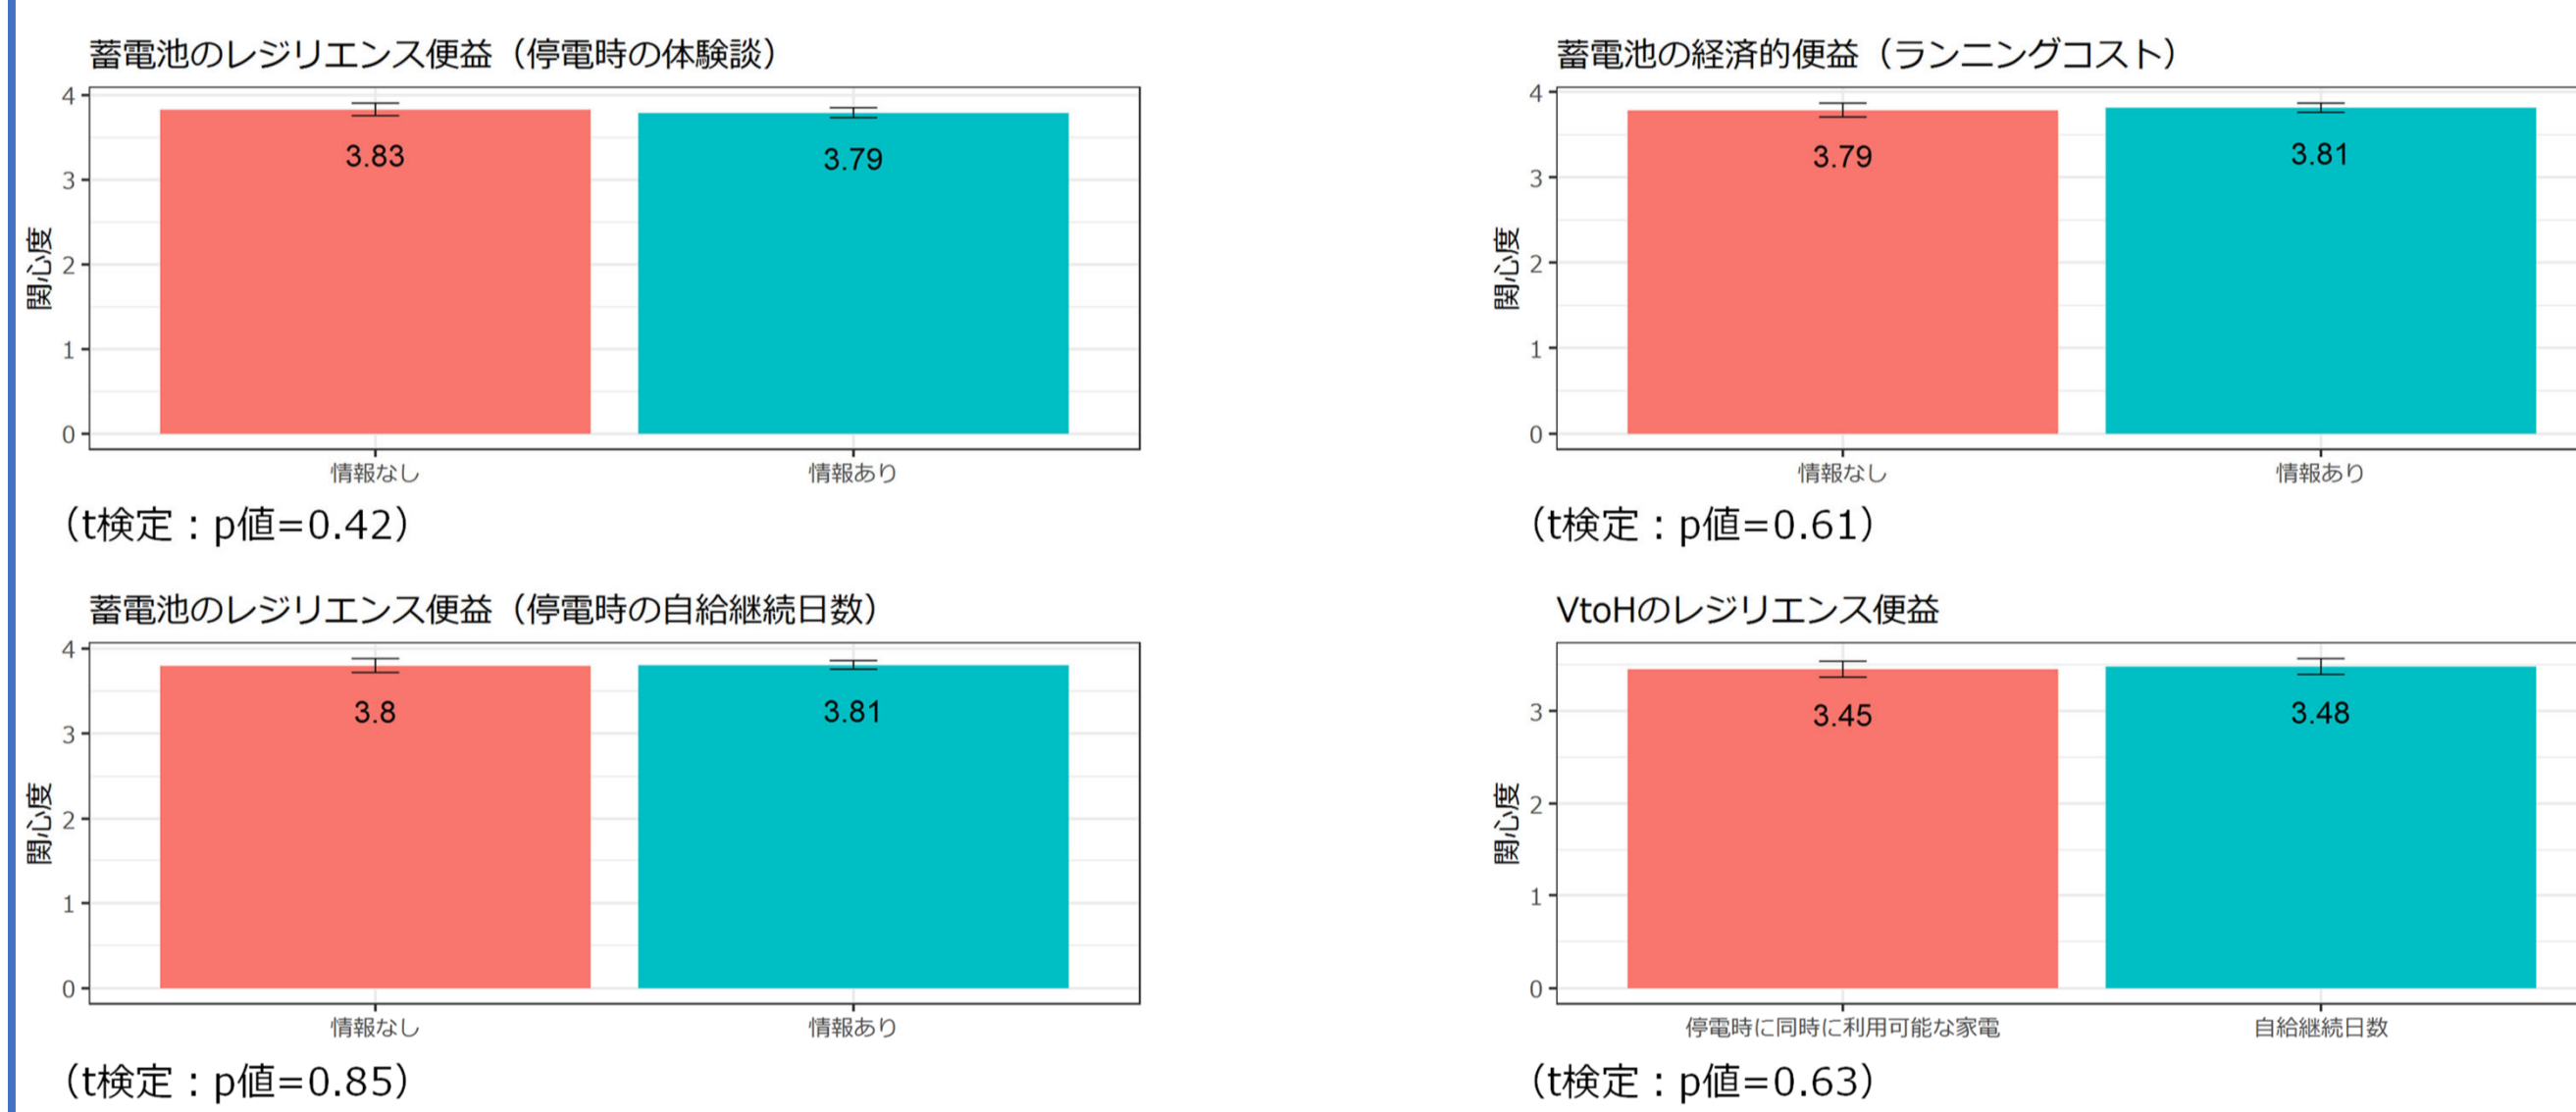 蓄電池のレジリエンス便益（停電時の体験談）
4
3
2
1
0
関心度
3.83
3.79
情報なし
情報あり
（t検定：p値=0.42）
蓄電池の経済的便益（ランニングコスト）
4
3
2
1
0
関心度
3.79
3.81
情報なし
情報あり
（t検定：p値=0.61）
蓄電池のレジリエンス便益（停電時の自給継続日数）
4
3
2
1
0
関心度
3.8
3.81
情報なし
情報あり
（t検定：p値=0.85）
VtoHのレジリエンス便益
3
2
1
0
関心度
3.45
3.48
停電時に同時に利用可能な家電
自給継続日数
（t検定：p値=0.63）